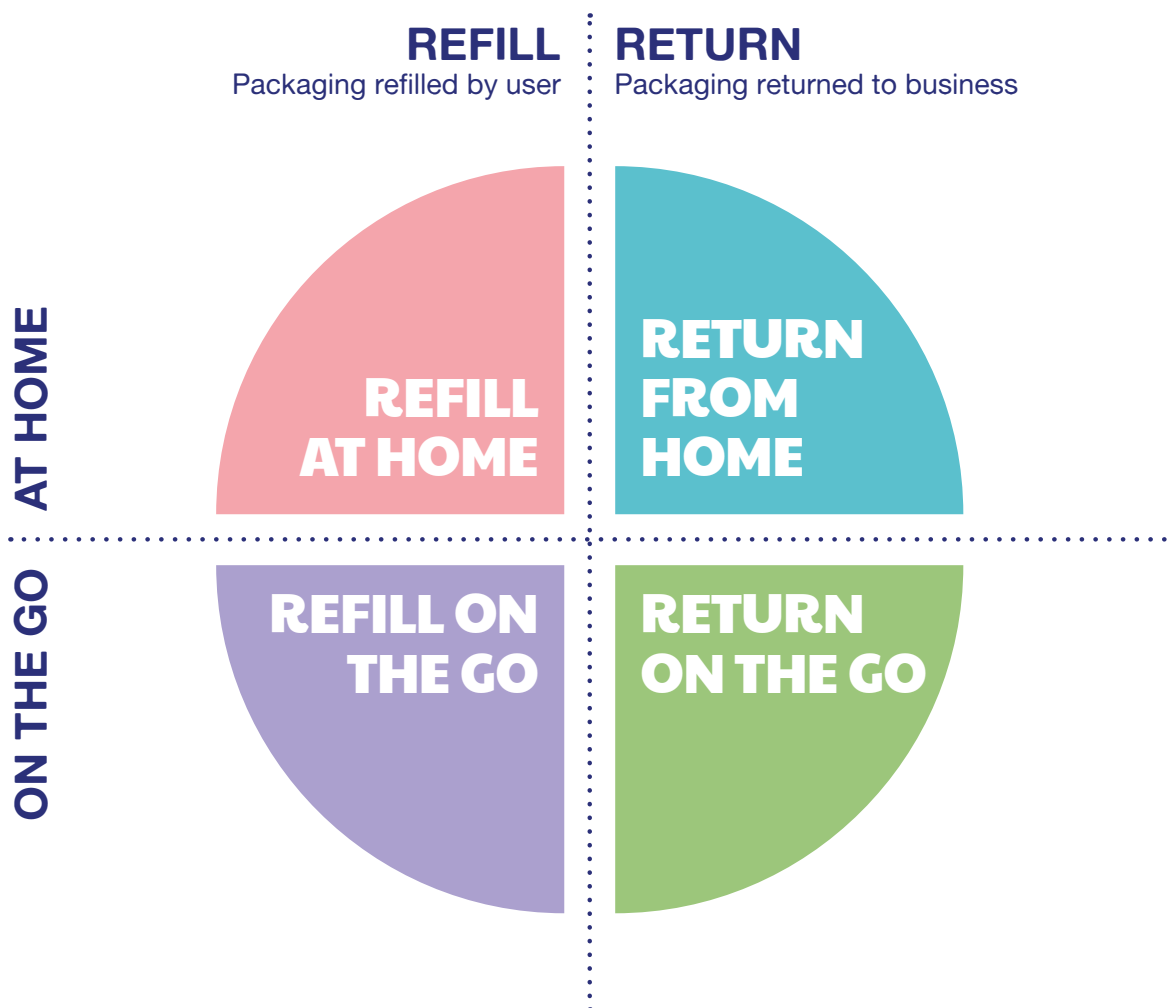 REFILL
Packaging refilled by user
RETURN
Packaging returned to business
AT HOME
REFILL
AT HOME
RETURN
FROM
HOME
ON THE GO
REFILL ON
THE GO
RETURN
ON THE GO